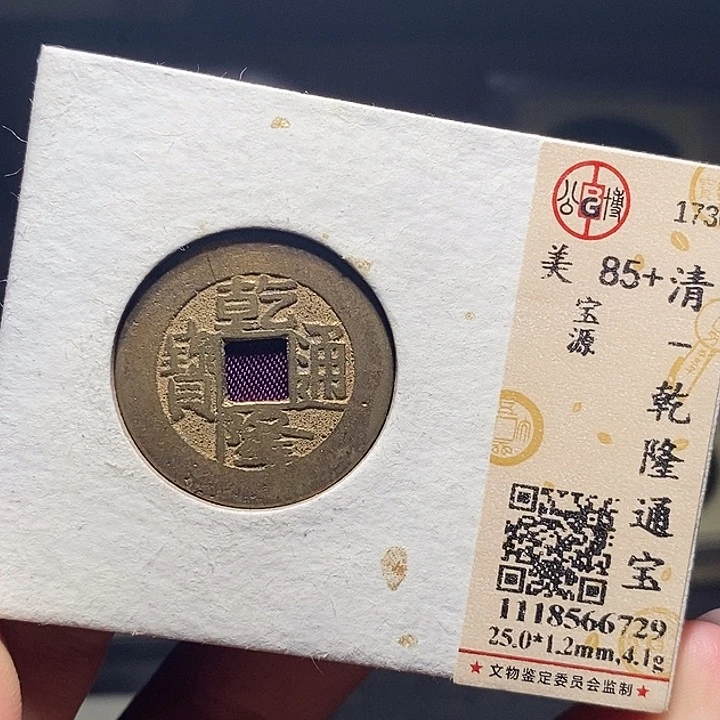 乾隆通寶
公博
BG
173
美 85+
宝源
清一乾隆通宝
1118566729
25.0*1.2mm,4.1g
★文物鉴定委员会监制★